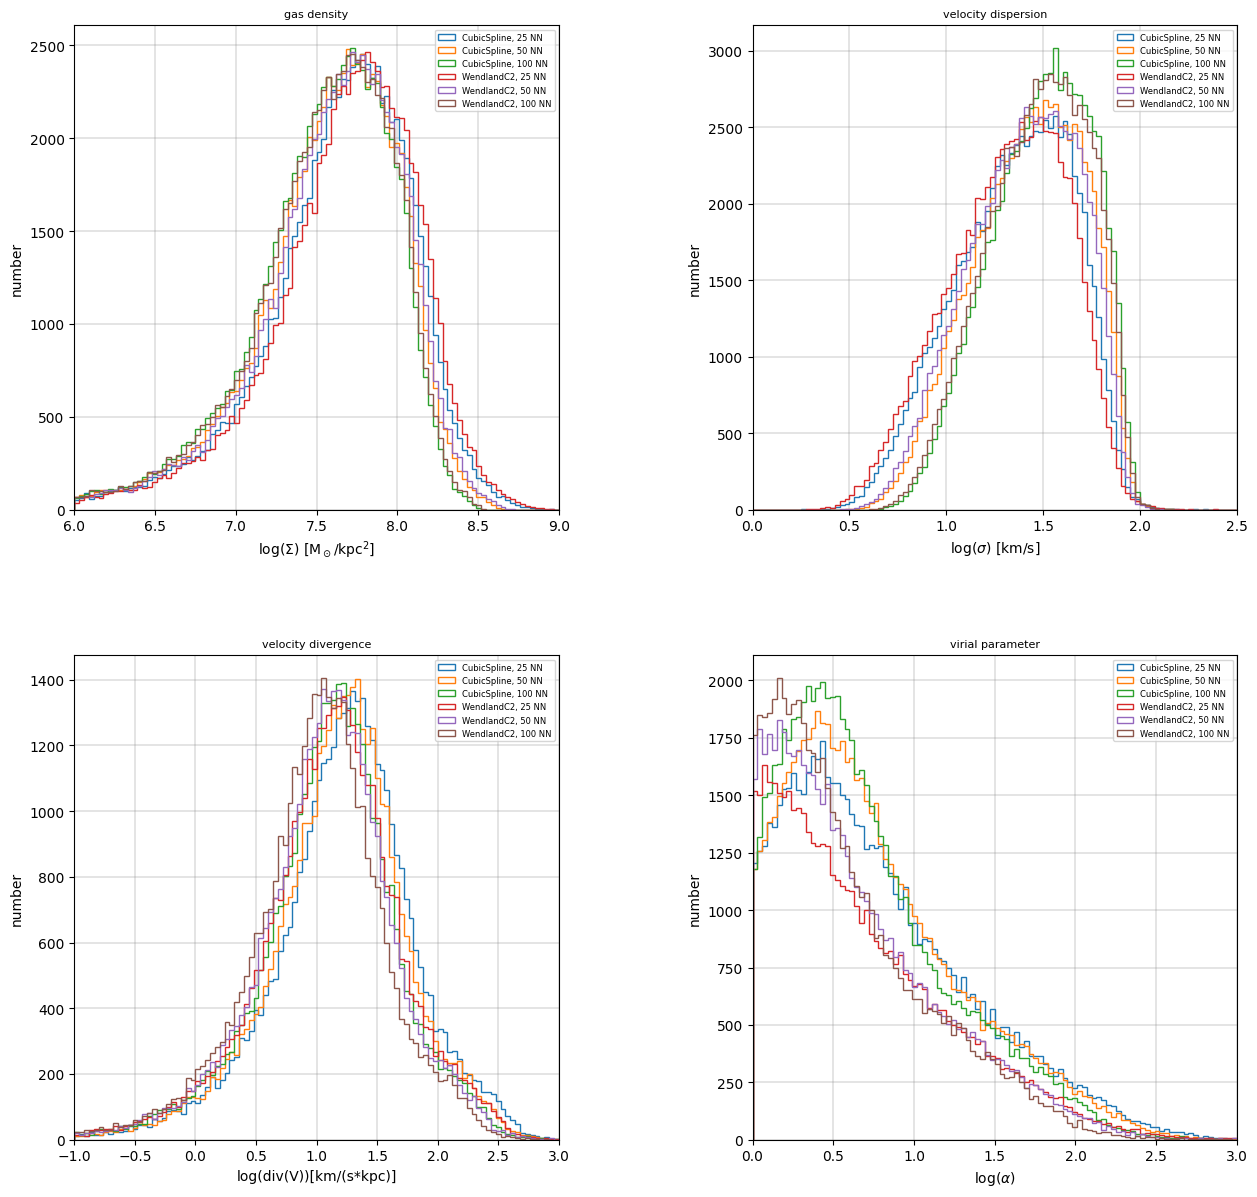 gas density
number
2500
2000
1500
1000
500
0
6.0 6.5 7.0 7.5 8.0 8.5 9.0
log(Σ) [M_⊙/kpc²]
CubicSpline, 25 NN
CubicSpline, 50 NN
CubicSpline, 100 NN
WendlandC2, 25 NN
WendlandC2, 50 NN
WendlandC2, 100 NN
velocity dispersion
number
3000
2500
2000
1500
1000
500
0
0.0 0.5 1.0 1.5 2.0 2.5
log(σ) [km/s]
CubicSpline, 25 NN
CubicSpline, 50 NN
CubicSpline, 100 NN
WendlandC2, 25 NN
WendlandC2, 50 NN
WendlandC2, 100 NN
velocity divergence
number
1400
1200
1000
800
600
400
200
0
−1.0 −0.5 0.0 0.5 1.0 1.5 2.0 2.5 3.0
log(div(V))[km/(s*kpc)]
CubicSpline, 25 NN
CubicSpline, 50 NN
CubicSpline, 100 NN
WendlandC2, 25 NN
WendlandC2, 50 NN
WendlandC2, 100 NN
virial parameter
number
2000
1750
1500
1250
1000
750
500
250
0
0.0 0.5 1.0 1.5 2.0 2.5 3.0
log(α)
CubicSpline, 25 NN
CubicSpline, 50 NN
CubicSpline, 100 NN
WendlandC2, 25 NN
WendlandC2, 50 NN
WendlandC2, 100 NN